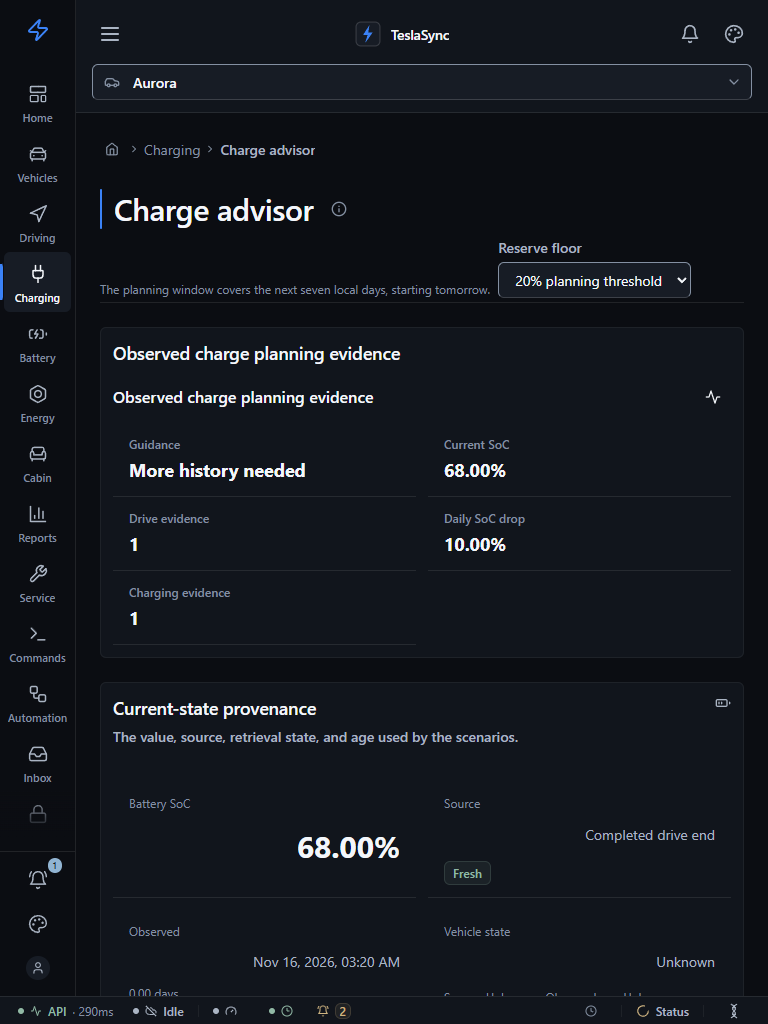 TeslaSync
Aurora
Home
Vehicles
Driving
Charging
Battery
Energy
Cabin
Reports
Service
Commands
Automation
Inbox
1
Charging
Charge advisor
Charge advisor
Reserve floor
The planning window covers the next seven local days, starting tomorrow.
20% planning threshold
Observed charge planning evidence
Observed charge planning evidence
Guidance
More history needed
Current SoC
68.00%
Drive evidence
1
Daily SoC drop
10.00%
Charging evidence
1
Current-state provenance
The value, source, retrieval state, and age used by the scenarios.
Battery SoC
68.00%
Source
Completed drive end
Fresh
Observed
Nov 16, 2026, 03:20 AM
0.00 days
Vehicle state
Unknown
API · 290ms
Idle
2
Status